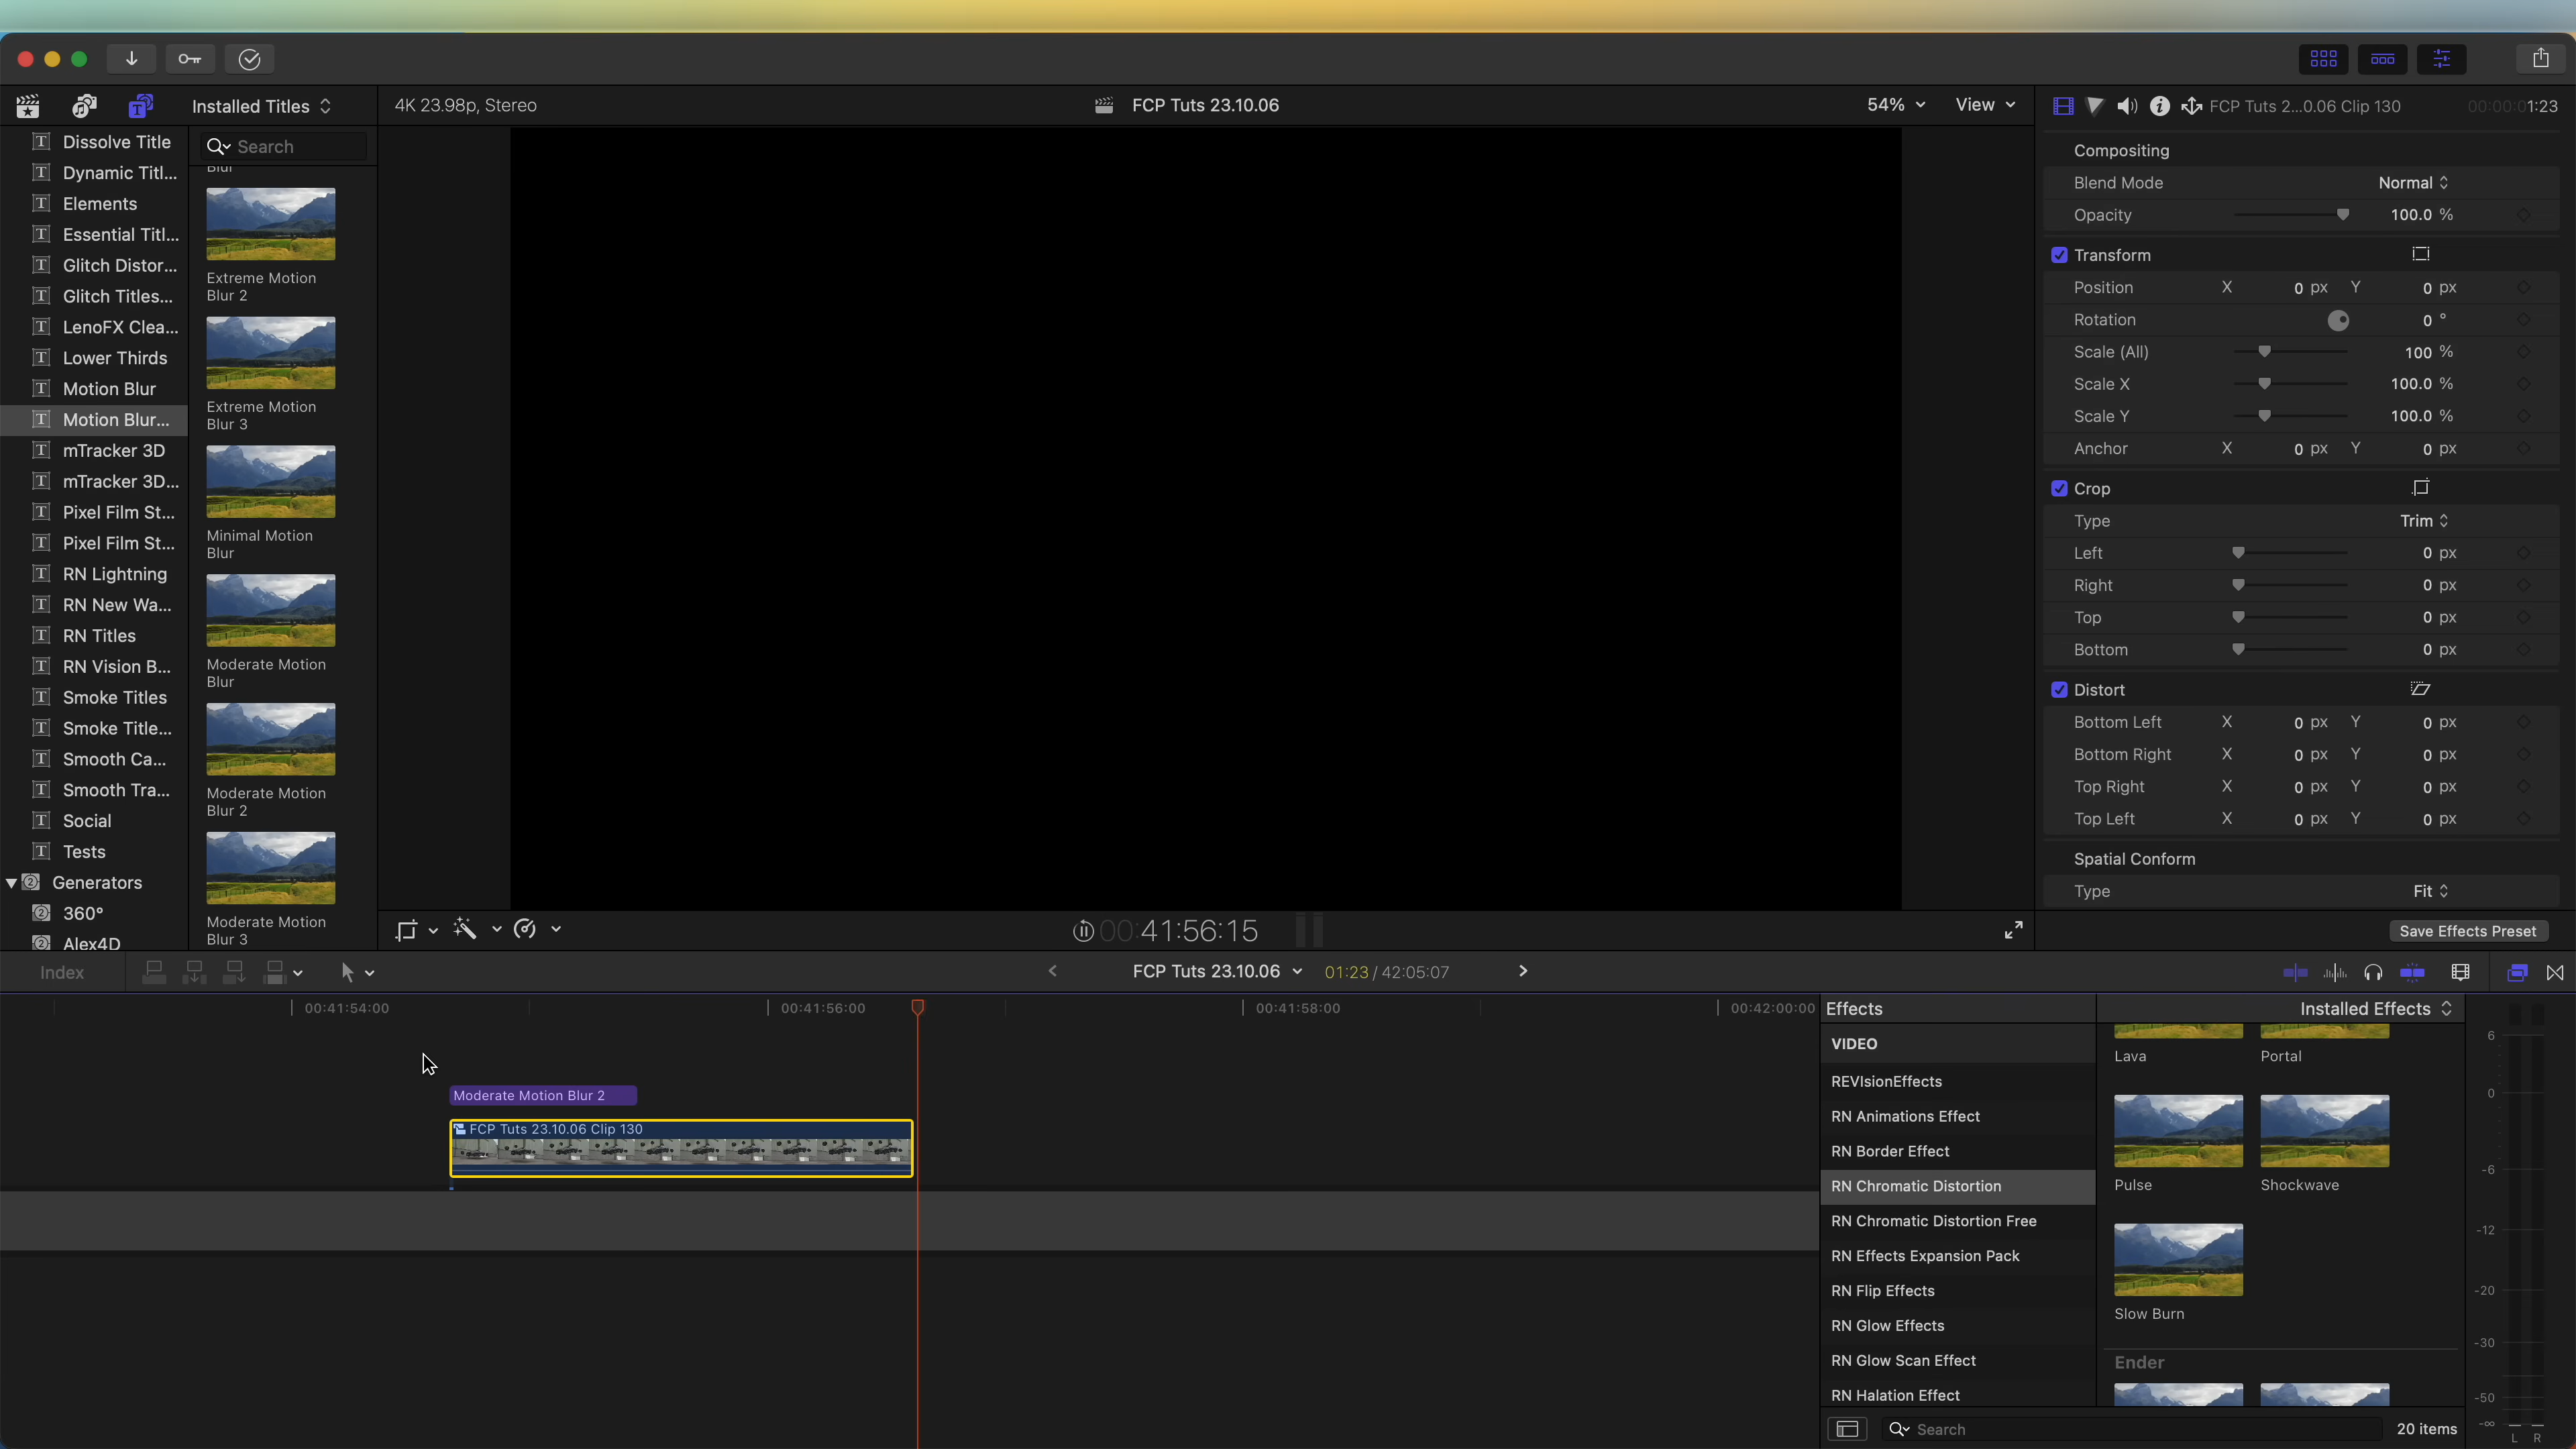 Installed Titles
4K 23.98p, Stereo
FCP Tuts 23.10.06
54%
View
FCP Tuts 2...0.06 Clip 130
00:00:01:23
Dissolve Title
Dynamic Titl...
Elements
Essential Titl...
Glitch Distor...
Glitch Titles...
LenoFX Clea...
Lower Thirds
Motion Blur
Motion Blur...
mTracker 3D
mTracker 3D...
Pixel Film St...
Pixel Film St...
RN Lightning
RN New Wa...
RN Titles
RN Vision B...
Smoke Titles
Smoke Title...
Smooth Ca...
Smooth Tra...
Social
Tests
Generators
360°
Alex4D
Search
Blur
Extreme Motion
Blur 2
Extreme Motion
Blur 3
Minimal Motion
Blur
Moderate Motion
Blur
Moderate Motion
Blur 2
Moderate Motion
Blur 3
00:41:56:15
Compositing
Blend Mode Normal
Opacity 100.0 %
Transform
Position X 0 px Y 0 px
Rotation 0 °
Scale (All) 100 %
Scale X 100.0 %
Scale Y 100.0 %
Anchor X 0 px Y 0 px
Crop
Type Trim
Left 0 px
Right 0 px
Top 0 px
Bottom 0 px
Distort
Bottom Left X 0 px Y 0 px
Bottom Right X 0 px Y 0 px
Top Right X 0 px Y 0 px
Top Left X 0 px Y 0 px
Spatial Conform
Type Fit
Save Effects Preset
Index
FCP Tuts 23.10.06
01:23 / 42:05:07
00:41:54:00
00:41:56:00
00:41:58:00
00:42:00:00
Moderate Motion Blur 2
FCP Tuts 23.10.06 Clip 130
Effects
Installed Effects
VIDEO
REVisionEffects
RN Animations Effect
RN Border Effect
RN Chromatic Distortion
RN Chromatic Distortion Free
RN Effects Expansion Pack
RN Flip Effects
RN Glow Effects
RN Glow Scan Effect
RN Halation Effect
Lava
Portal
Pulse
Shockwave
Slow Burn
Ender
Search
20 items
6
0
-6
-12
-20
-30
-50
-∞
L R